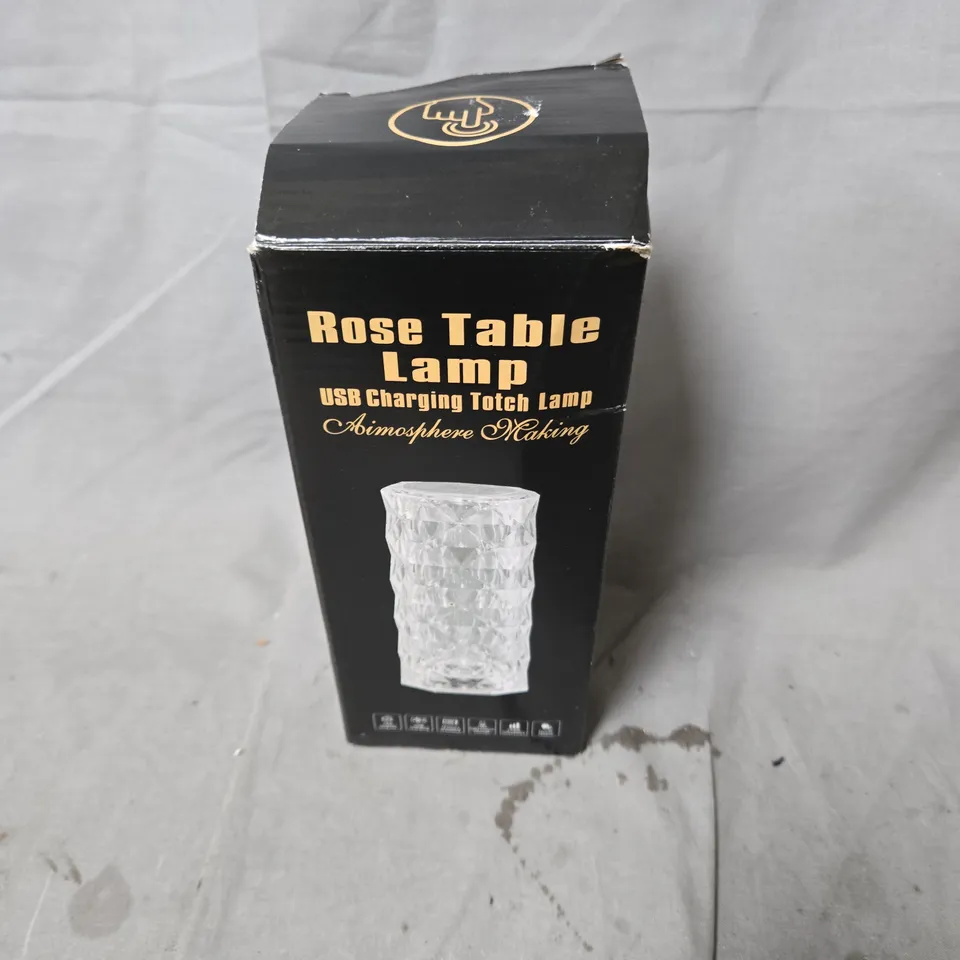 Rose Table
Lamp
USB Charging Totch Lamp
Aimosphere Making